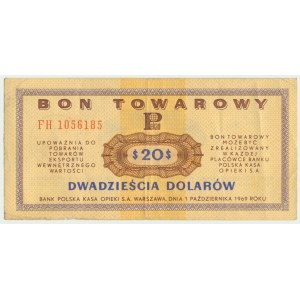 BON TOWAROWY
FH 1056185
P
UPOWAŻNIA DO
POBRANIA
TOWARÓW
EKSPORTU
WEWNĘTRZNEGO
WARTOŚCI
$20$
BON TOWAROWY
MOŻE BYĆ
ZREALIZOWANY
W KAŻDEJ
PLACÓWCE BANKU
POLSKA KASA
OPIEKI S.A.
DWADZIEŚCIA DOLARÓW
BANK POLSKA KASA OPIEKI S.A. WARSZAWA, DNIA 1 PAŹDZIERNIKA 1969 ROKU